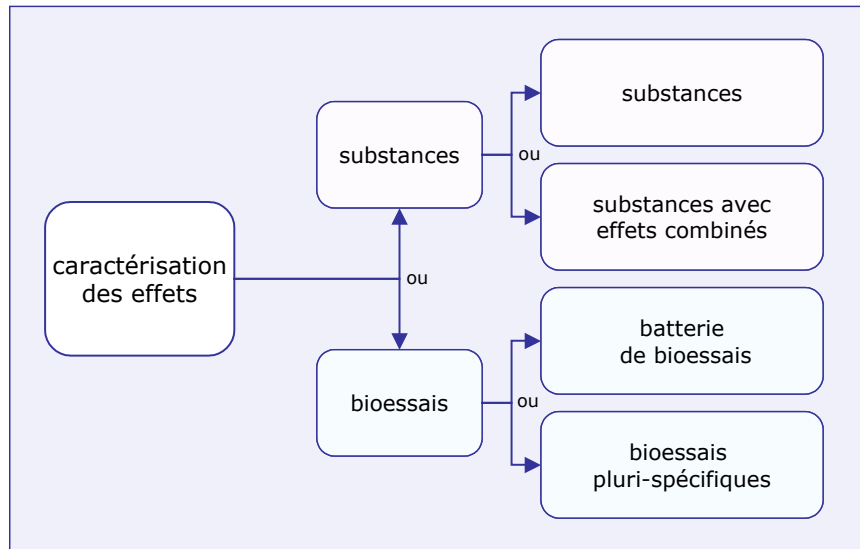 caractérisation
des effets
ou
substances
ou
substances
substances avec
effets combinés
bioessais
ou
batterie
de bioessais
bioessais
pluri-spécifiques